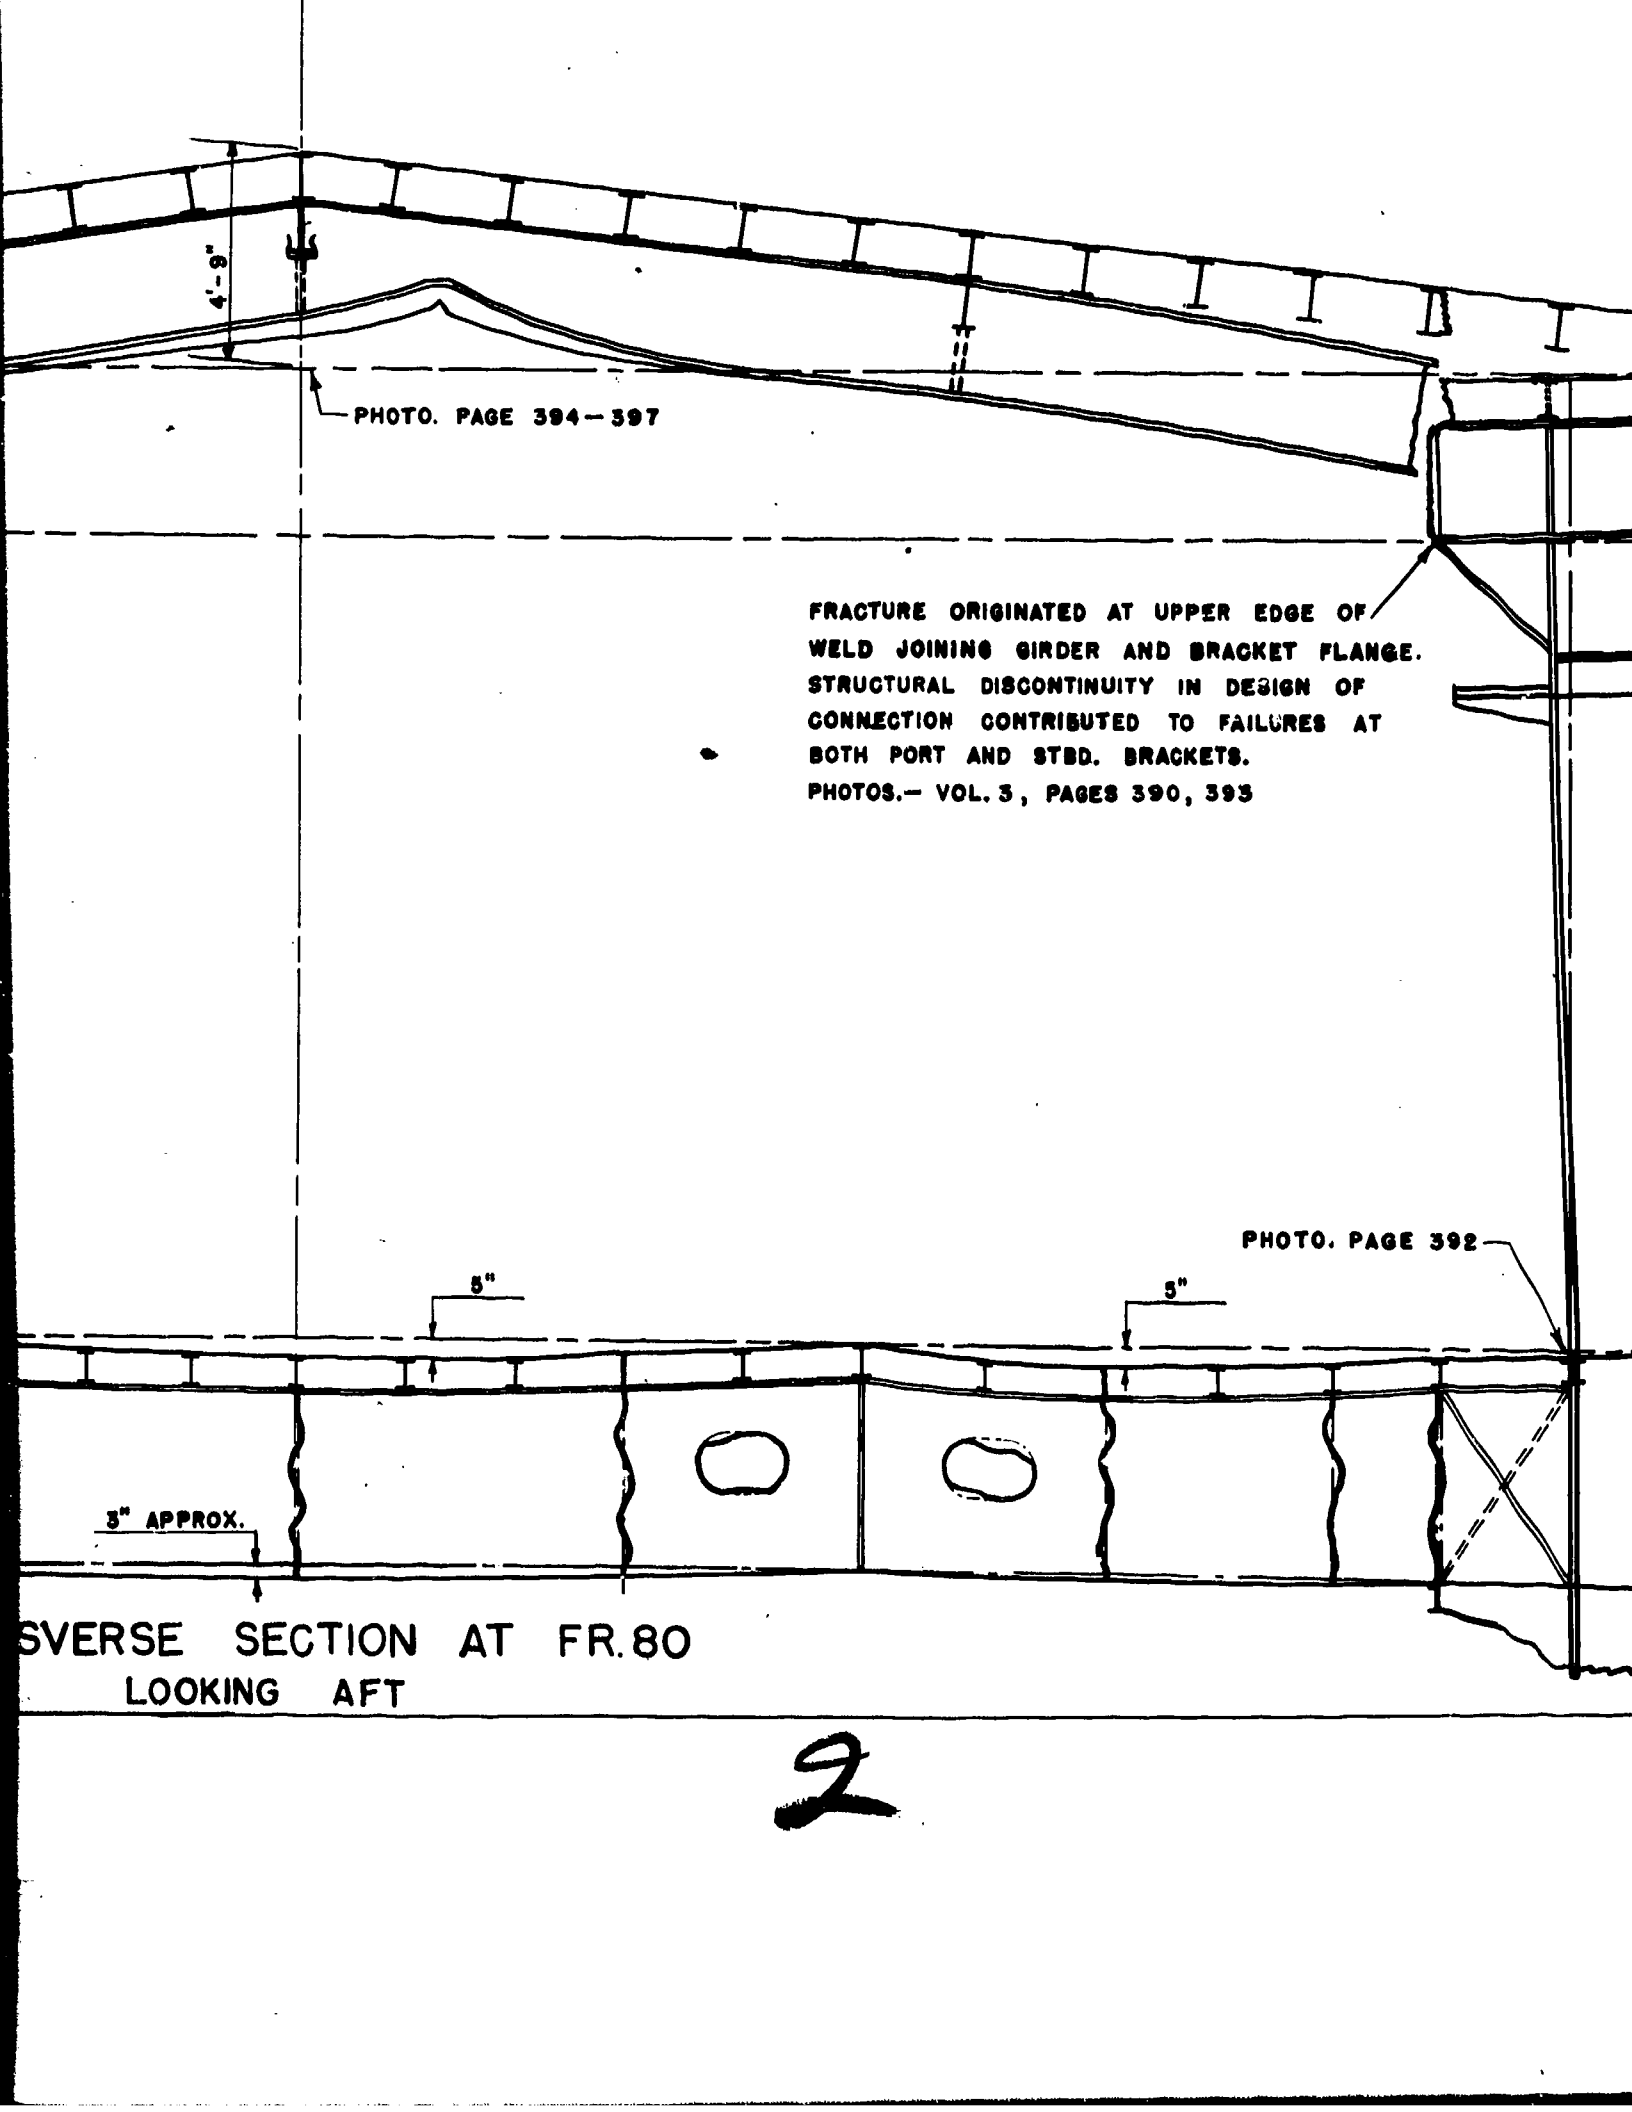 4'-9"
PHOTO. PAGE 394-397
FRACTURE ORIGINATED AT UPPER EDGE OF
WELD JOINING GIRDER AND BRACKET FLANGE.
STRUCTURAL DISCONTINUITY IN DESIGN OF
CONNECTION CONTRIBUTED TO FAILURES AT
BOTH PORT AND STBD. BRACKETS.
PHOTOS.- VOL. 3, PAGES 390, 393
PHOTO. PAGE 392
5"
5"
3" APPROX.
SVERSE SECTION AT FR. 80
LOOKING AFT
2